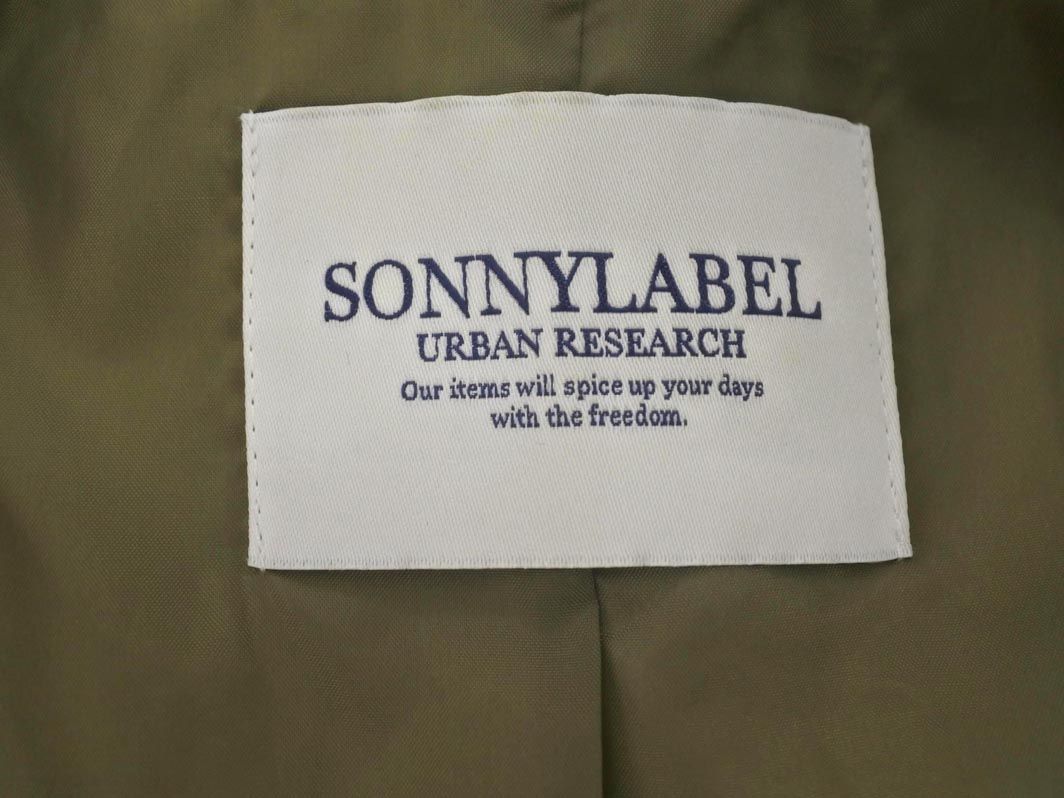 SONNYLABEL
URBAN RESEARCH
Our items will spice up your days
with the freedom.